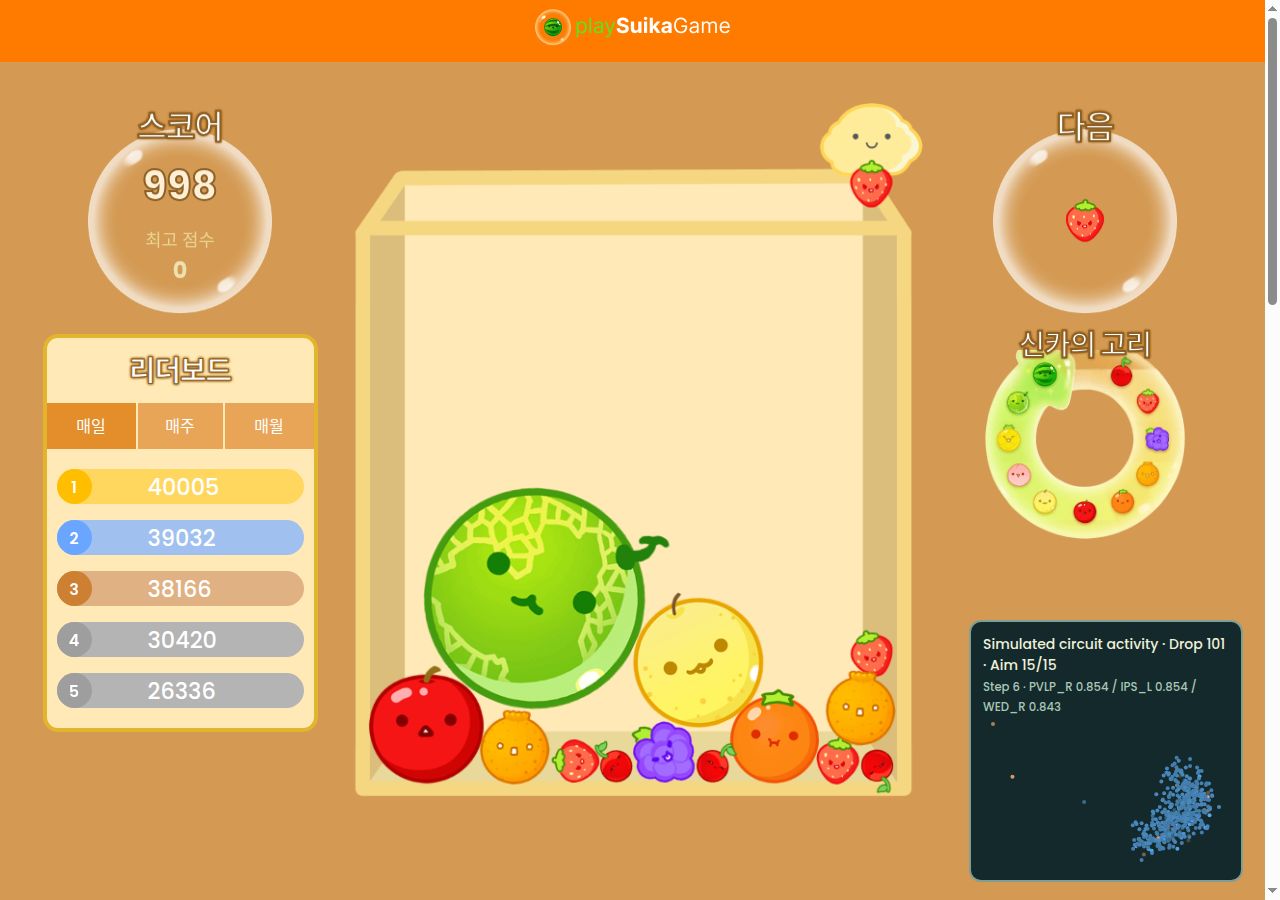 playSuikaGame
스코어
998
최고 점수
0
다음
리더보드
매일
매주
매월
1 40005
2 39032
3 38166
4 30420
5 26336
신카의 고리
Simulated circuit activity · Drop 101
· Aim 15/15
Step 6 · PVLP_R 0.854 / IPS_L 0.854 /
WED_R 0.843